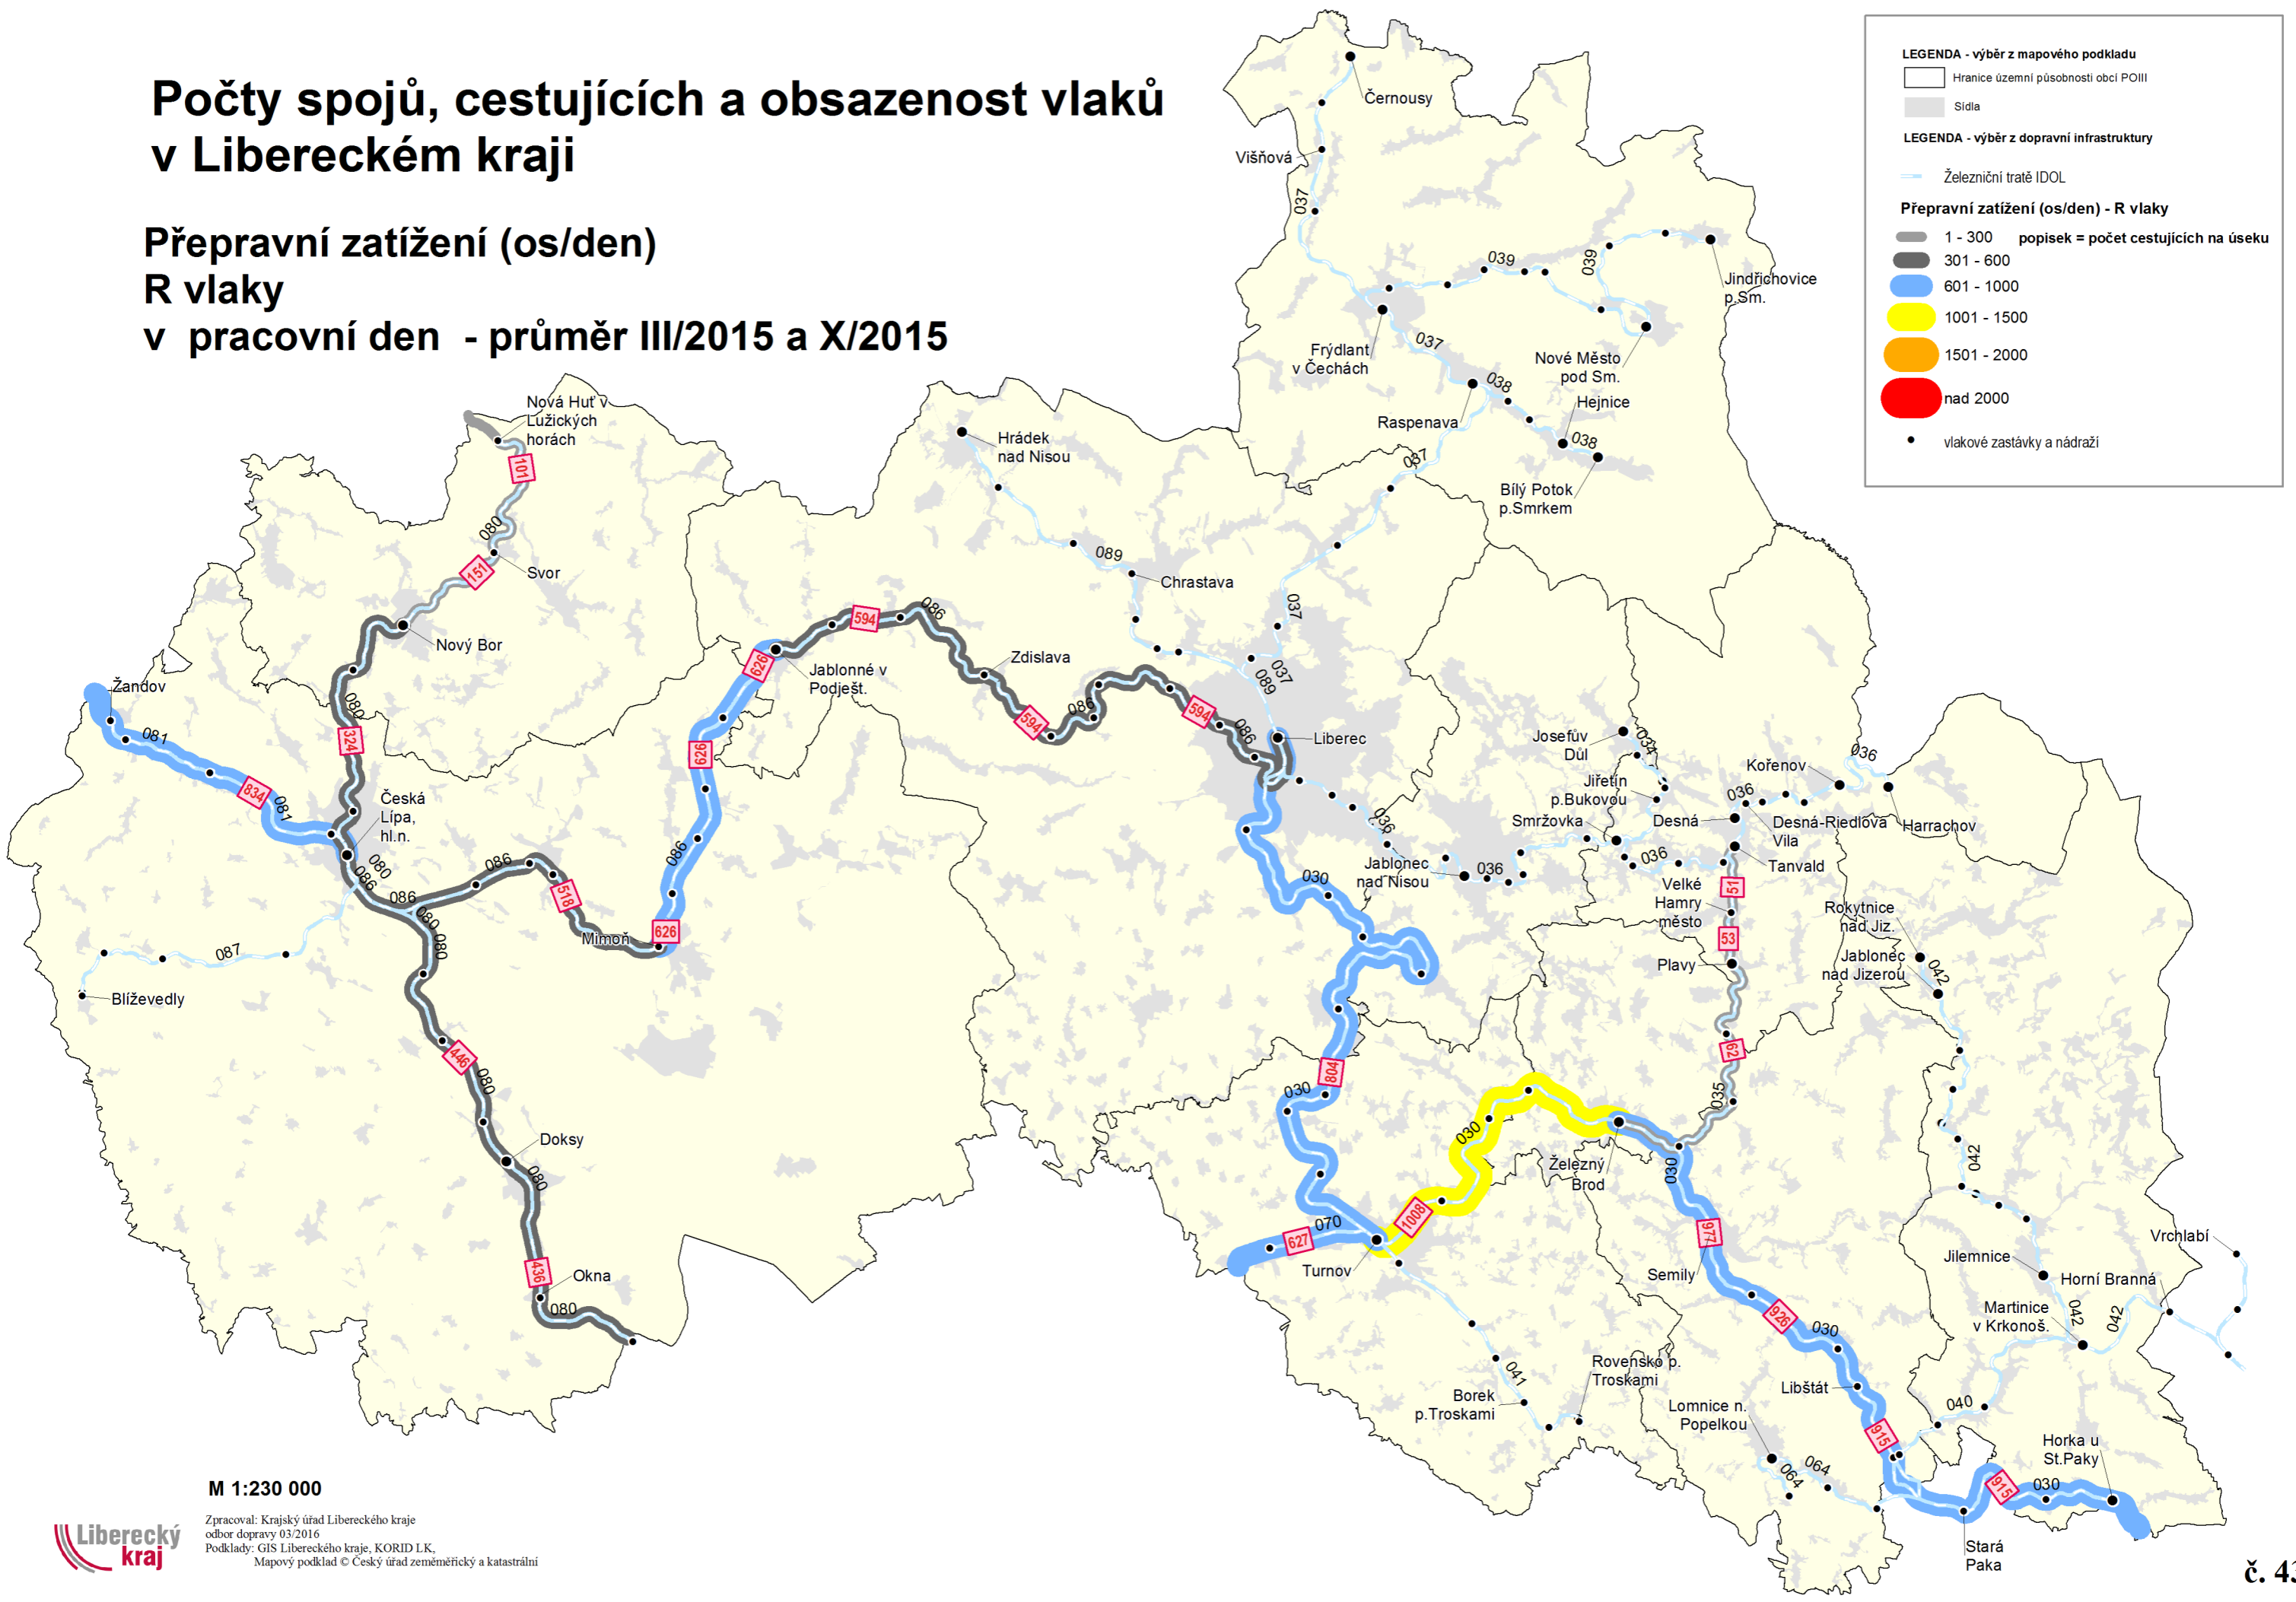 Počty spojů, cestujících a obsazenost vlaků
v Libereckém kraji
Přepravní zatížení (os/den)
R vlaky
v pracovní den - průměr III/2015 a X/2015
LEGENDA - výběr z mapového podkladu
Hranice územní působnosti obcí POIII
Sídla
LEGENDA - výběr z dopravní infrastruktury
Železniční tratě IDOL
Přepravní zatížení (os/den) - R vlaky
1 - 300 popisek = počet cestujících na úseku
301 - 600
601 - 1000
1001 - 1500
1501 - 2000
nad 2000
vlakové zastávky a nádraží
Černousy
Višňová
037
039
039
Jindřichovice
p.Sm.
Frýdlant
v Čechách
037
Nové Město
pod Sm.
038
Hejnice
Raspenava
038
037
Bílý Potok
p.Smrkem
Nová Huť v
Lužických
horách
101
080
151
Svor
Nový Bor
Hrádek
nad Nisou
089
Chrastava
037
594
086
Zdislava
626
Jablonné v
Podješt.
594
086
594
086
037
089
Liberec
Žandov
081
834
081
080
324
Česká
Lípa,
hl.n.
080
086
086
080
080
086
518
Mimoň
626
086
626
087
Blíževedly
446
080
Doksy
080
436
Okna
080
Josefův
Důl
034
Jiřetín
p.Bukovou
Smržovka
Desná
036
Kořenov
036
Desná-Riedlova
Vila
Harrachov
Tanvald
036
036
Jablonec
nad Nisou
036
Velké
Hamry
město
51
53
Plavy
62
035
Rokytnice
nad Jiz.
Jablonec
nad Jizerou
042
042
030
804
030
030
Železný
Brod
030
1008
070
627
Turnov
977
Semily
926
030
Libštát
915
Jilemnice
Vrchlabí
Horní Branná
Martinice
v Krkonoš.
042
042
040
041
Borek
p.Troskami
Rovensko p.
Troskami
Lomnice n.
Popelkou
064
064
Horka u
St.Paky
915
030
Stará
Paka
M 1:230 000
Zpracoval: Krajský úřad Libereckého kraje
odbor dopravy 03/2016
Podklady: GIS Libereckého kraje, KORID LK,
Mapový podklad © Český úřad zeměměřický a katastrální
Liberecký
kraj
č. 43